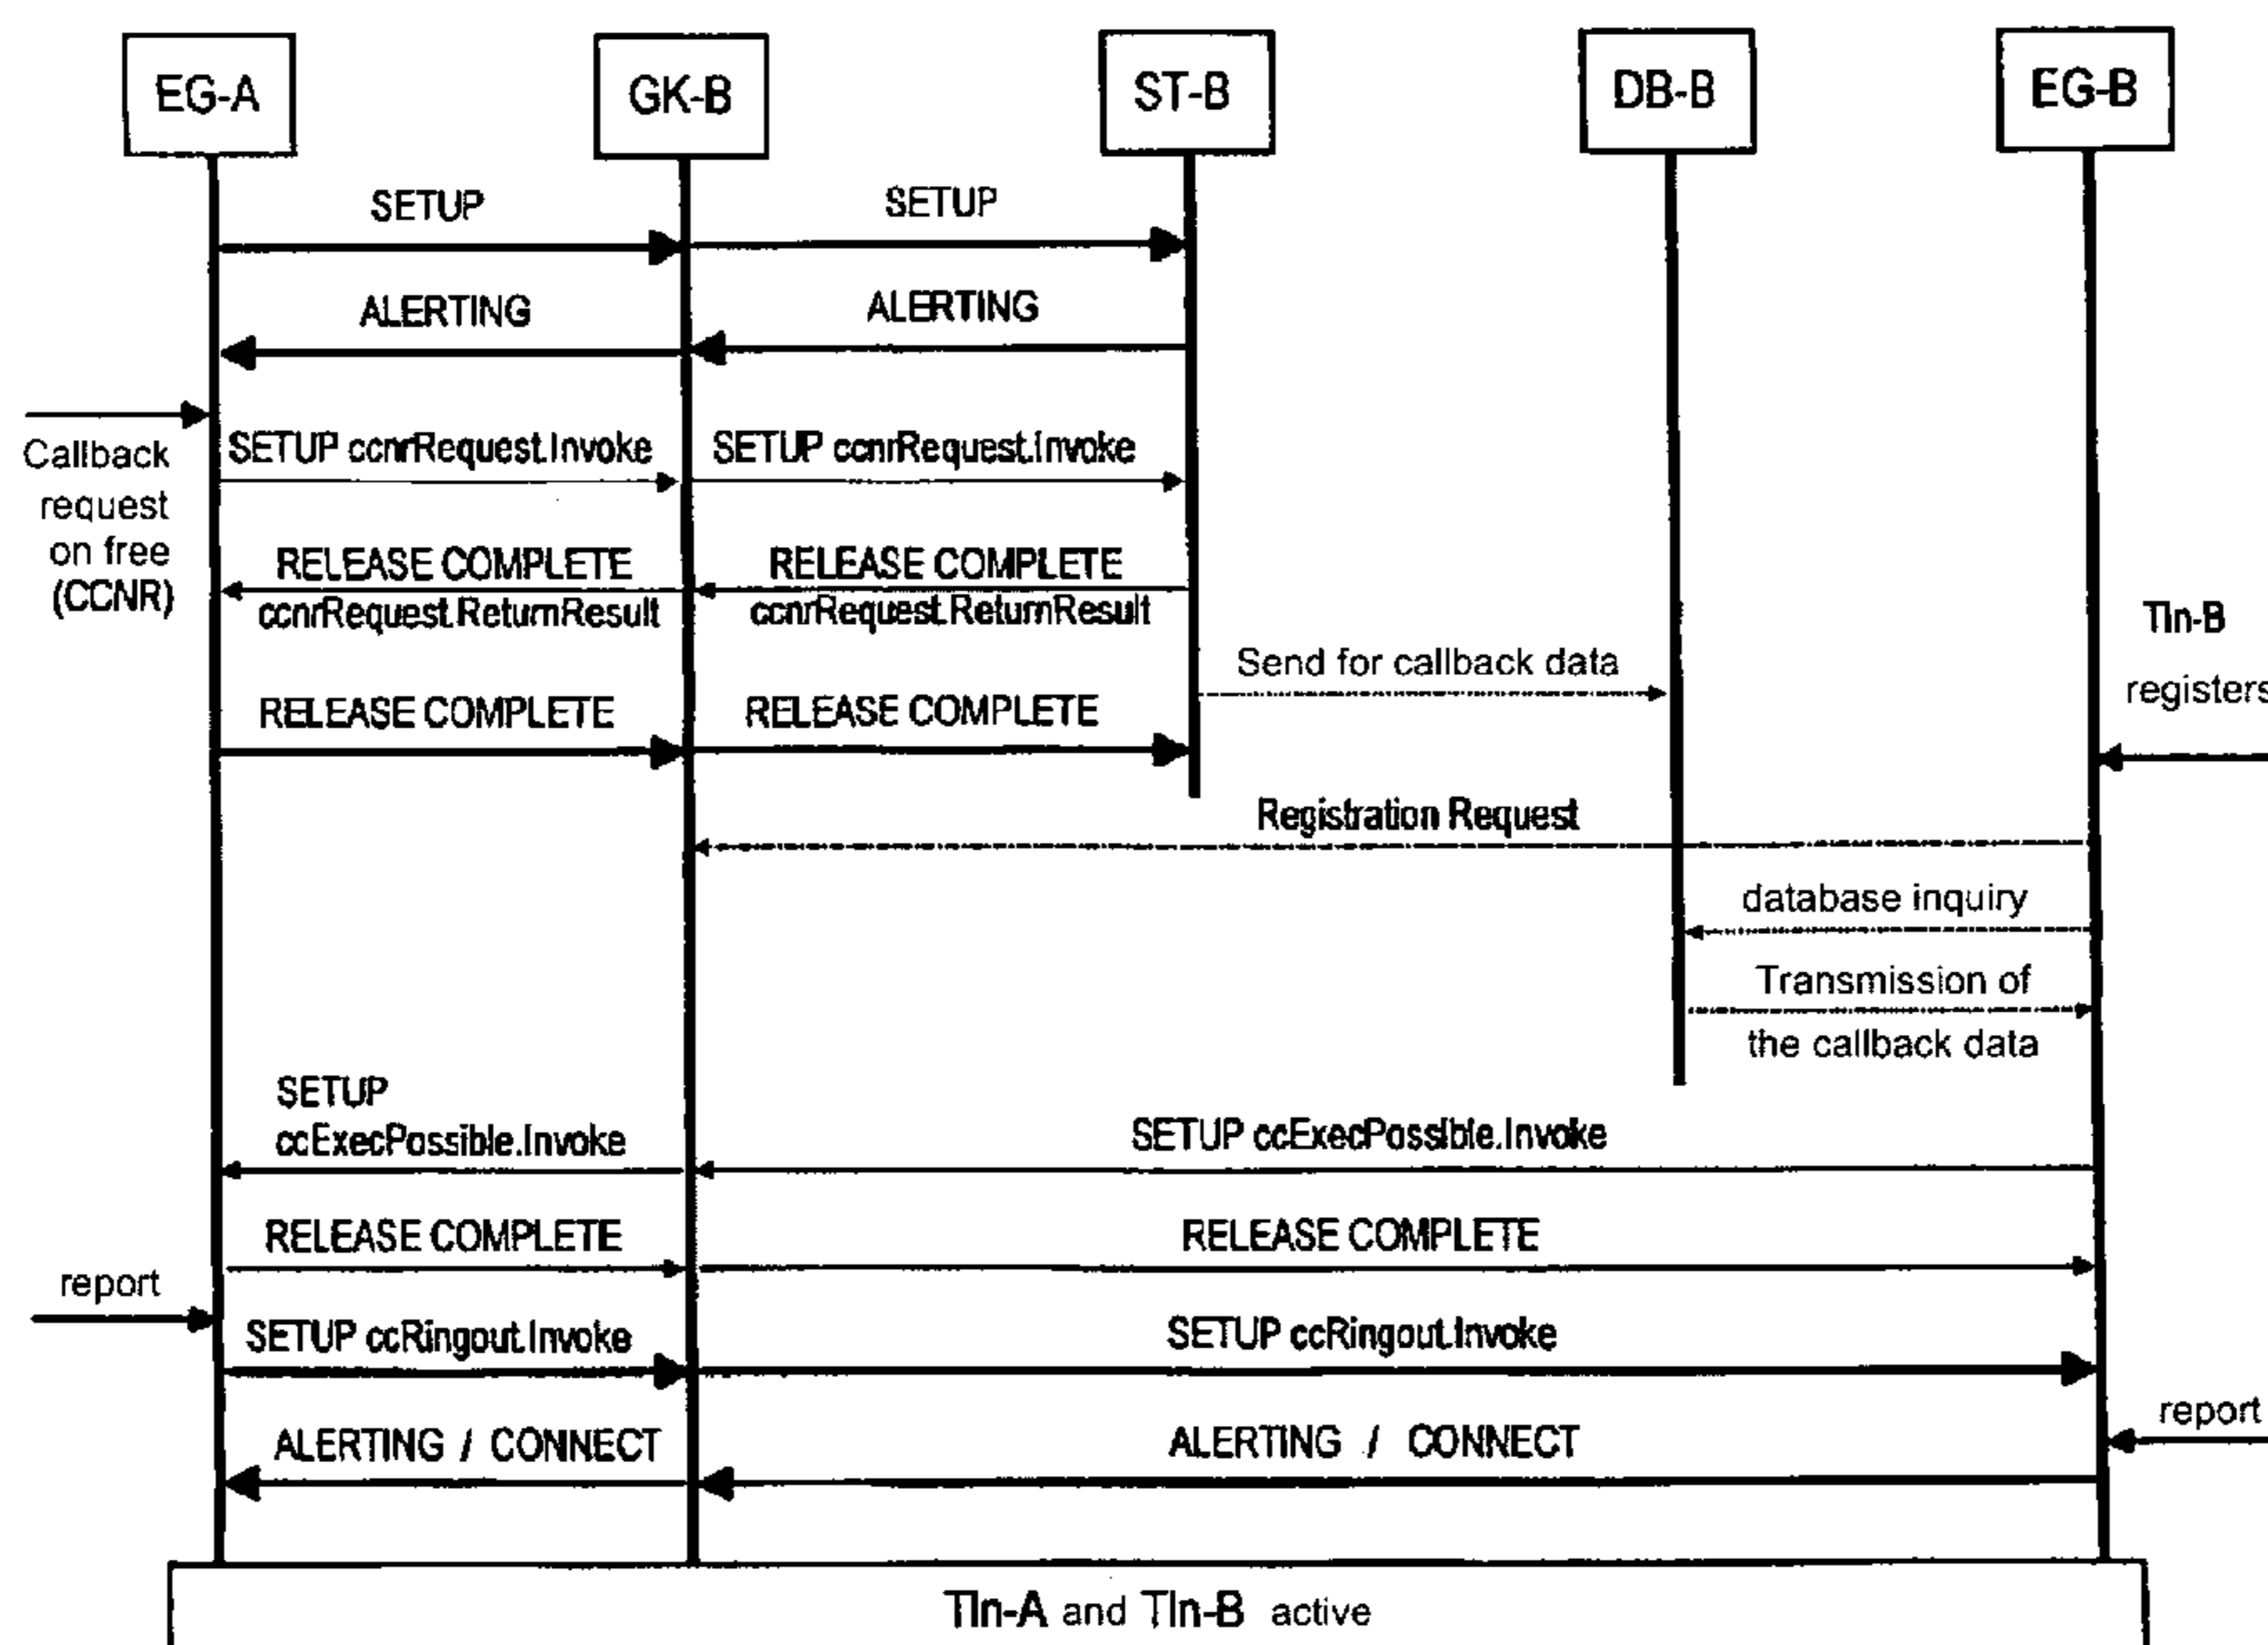 EG-A GK-B ST-B DB-B EG-B
SETUP SETUP
ALERTING ALERTING
Callback
request
on free
(CCNR)
SETUP ccnrRequest.Invoke SETUP ccnrRequest.Invoke
RELEASE COMPLETE RELEASE COMPLETE
ccnrRequest.ReturnResult ccnrRequest.ReturnResult
Tln-B
registers
Send for callback data
RELEASE COMPLETE RELEASE COMPLETE
Registration Request
database inquiry
Transmission of
the callback data
SETUP
ccExecPossible.Invoke SETUP ccExecPossible.Invoke
RELEASE COMPLETE RELEASE COMPLETE
report
SETUP ccRingout.Invoke SETUP ccRingout.Invoke
report
ALERTING / CONNECT ALERTING / CONNECT
Tln-A and Tln-B active